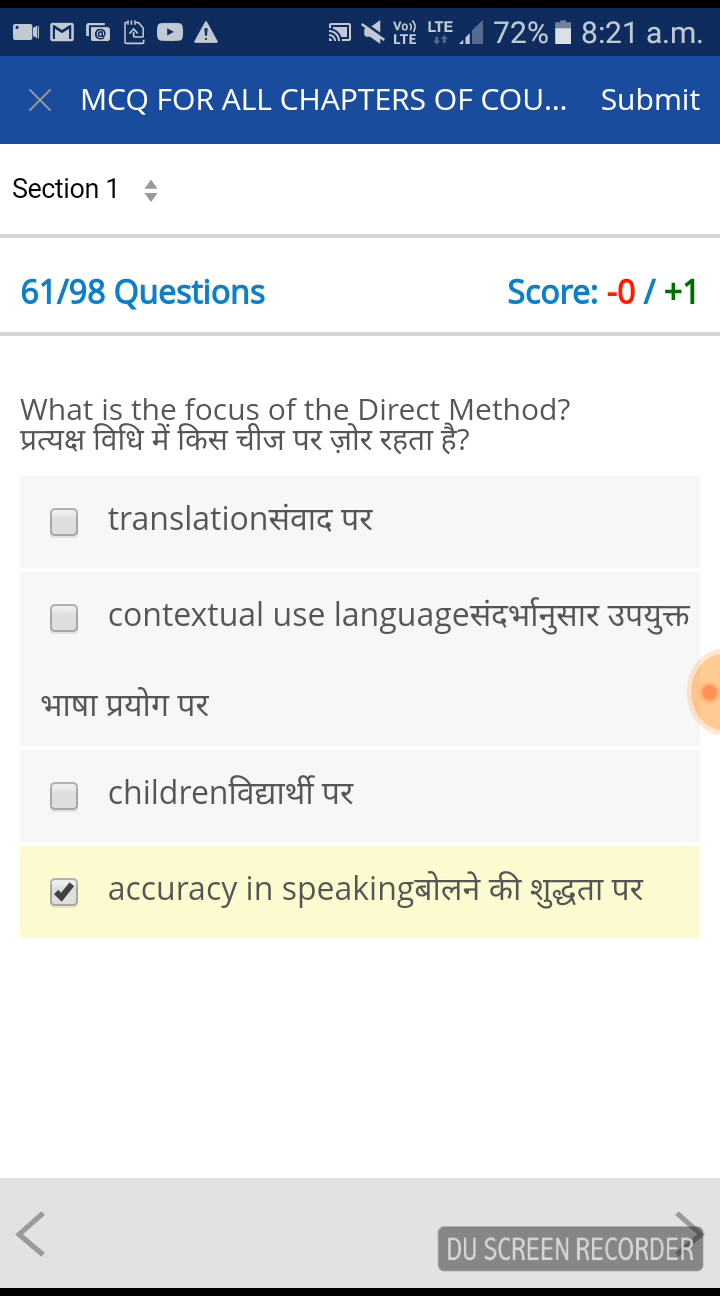 Vo)) LTE LTE 72% 8:21 a.m.
MCQ FOR ALL CHAPTERS OF COU... Submit
Section 1
61/98 Questions Score: -0 / +1
What is the focus of the Direct Method?
प्रत्यक्ष विधि में किस चीज पर ज़ोर रहता है?
translationसंवाद पर
contextual use languageसंदर्भानुसार उपयुक्त
भाषा प्रयोग पर
childrenविद्यार्थी पर
accuracy in speakingबोलने की शुद्धता पर
DU SCREEN RECORDER